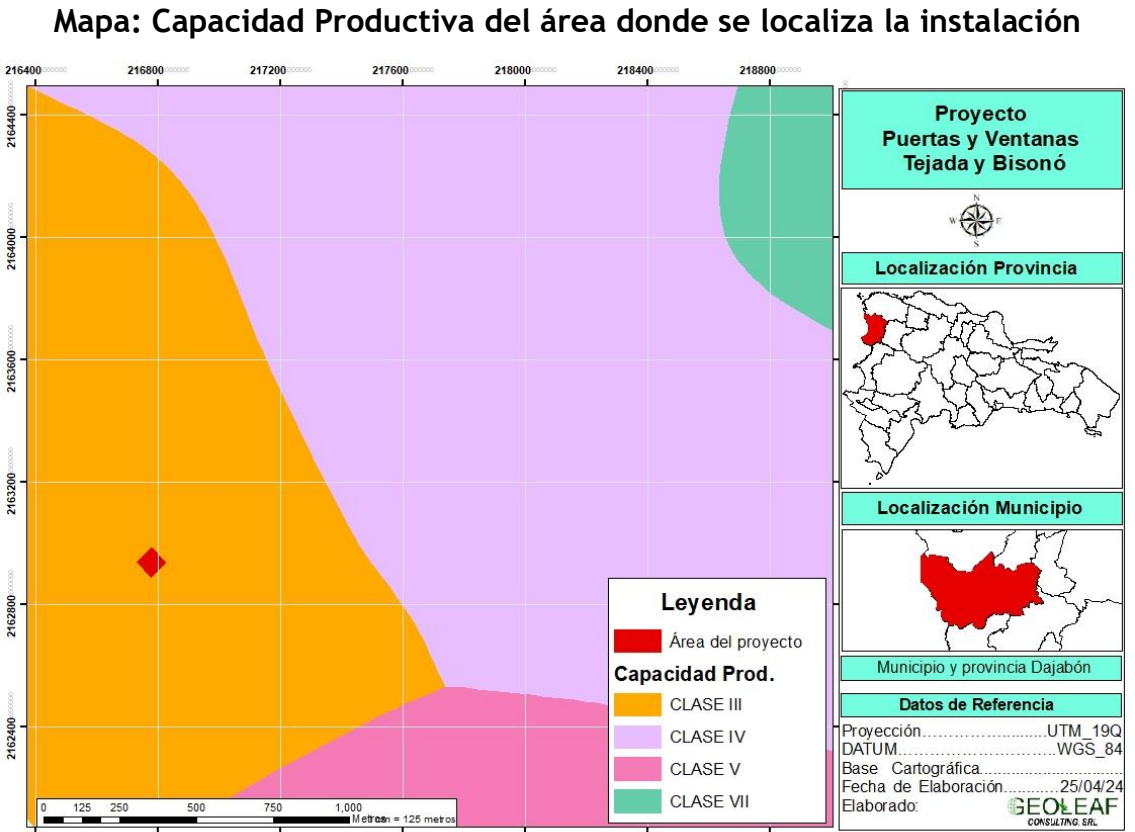 Mapa: Capacidad Productiva del área donde se localiza la instalación
216400 216800 217200 217600 218000 218400 218800
2164400
2164000
2163600
2163200
2162800
2162400
Leyenda
Área del proyecto
Capacidad Prod.
CLASE III
CLASE IV
CLASE V
CLASE VII
0 125 250 500 750 1.000
Metros
= 125 metros
Proyecto
Puertas y Ventanas
Tejada y Bisonó
N
W E
S
Localización Provincia
Localización Municipio
Municipio y provincia Dajabón
Datos de Referencia
Proyección......................UTM_19Q
DATUM............................WGS_84
Base Cartográfica.........................
Fecha de Elaboración............25/04/24
Elaborado:
GEOLEAF
CONSULTING, SRL